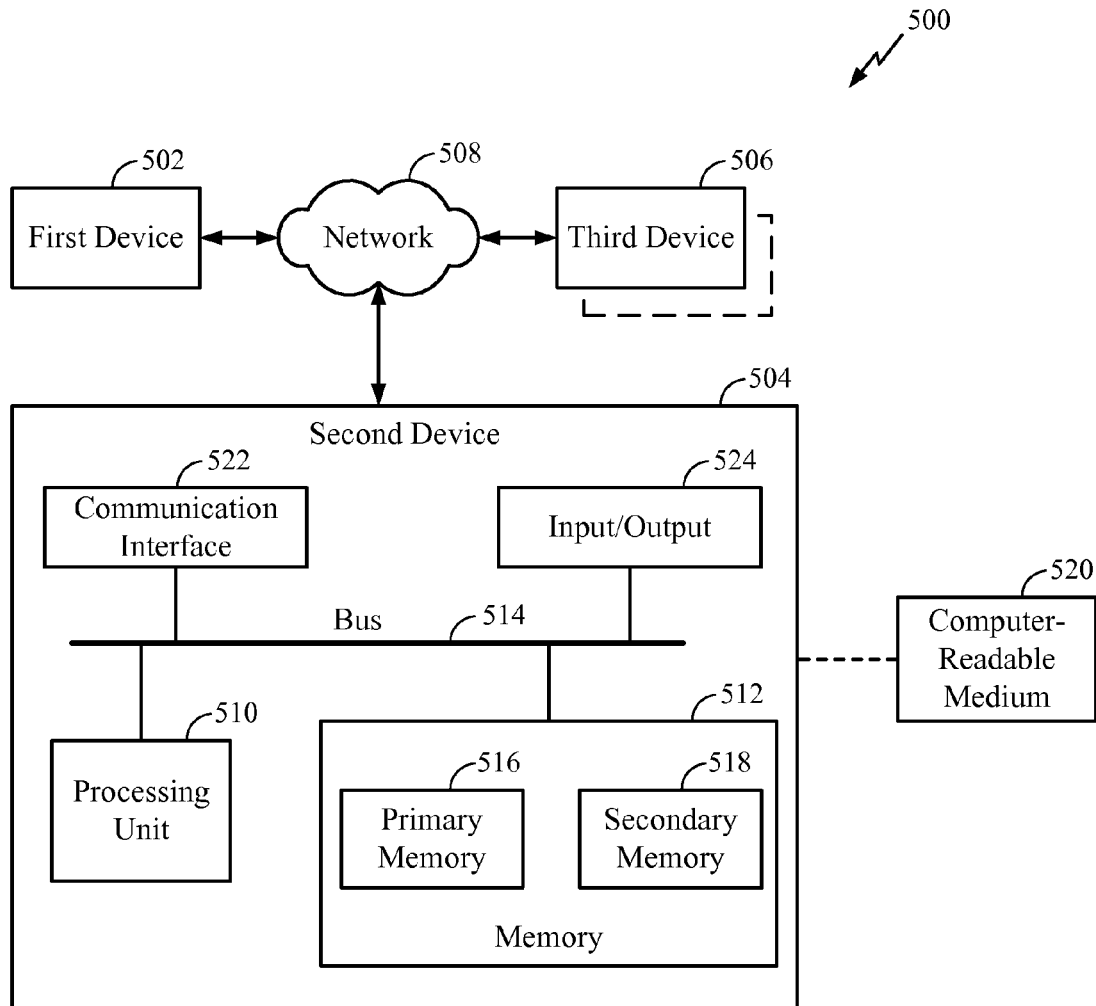 500
502
508
506
First Device
Network
Third Device
504
Second Device
522
524
Communication
Interface
Input/Output
520
Bus
514
Computer-
Readable
Medium
510
512
Processing
Unit
516
518
Primary
Memory
Secondary
Memory
Memory